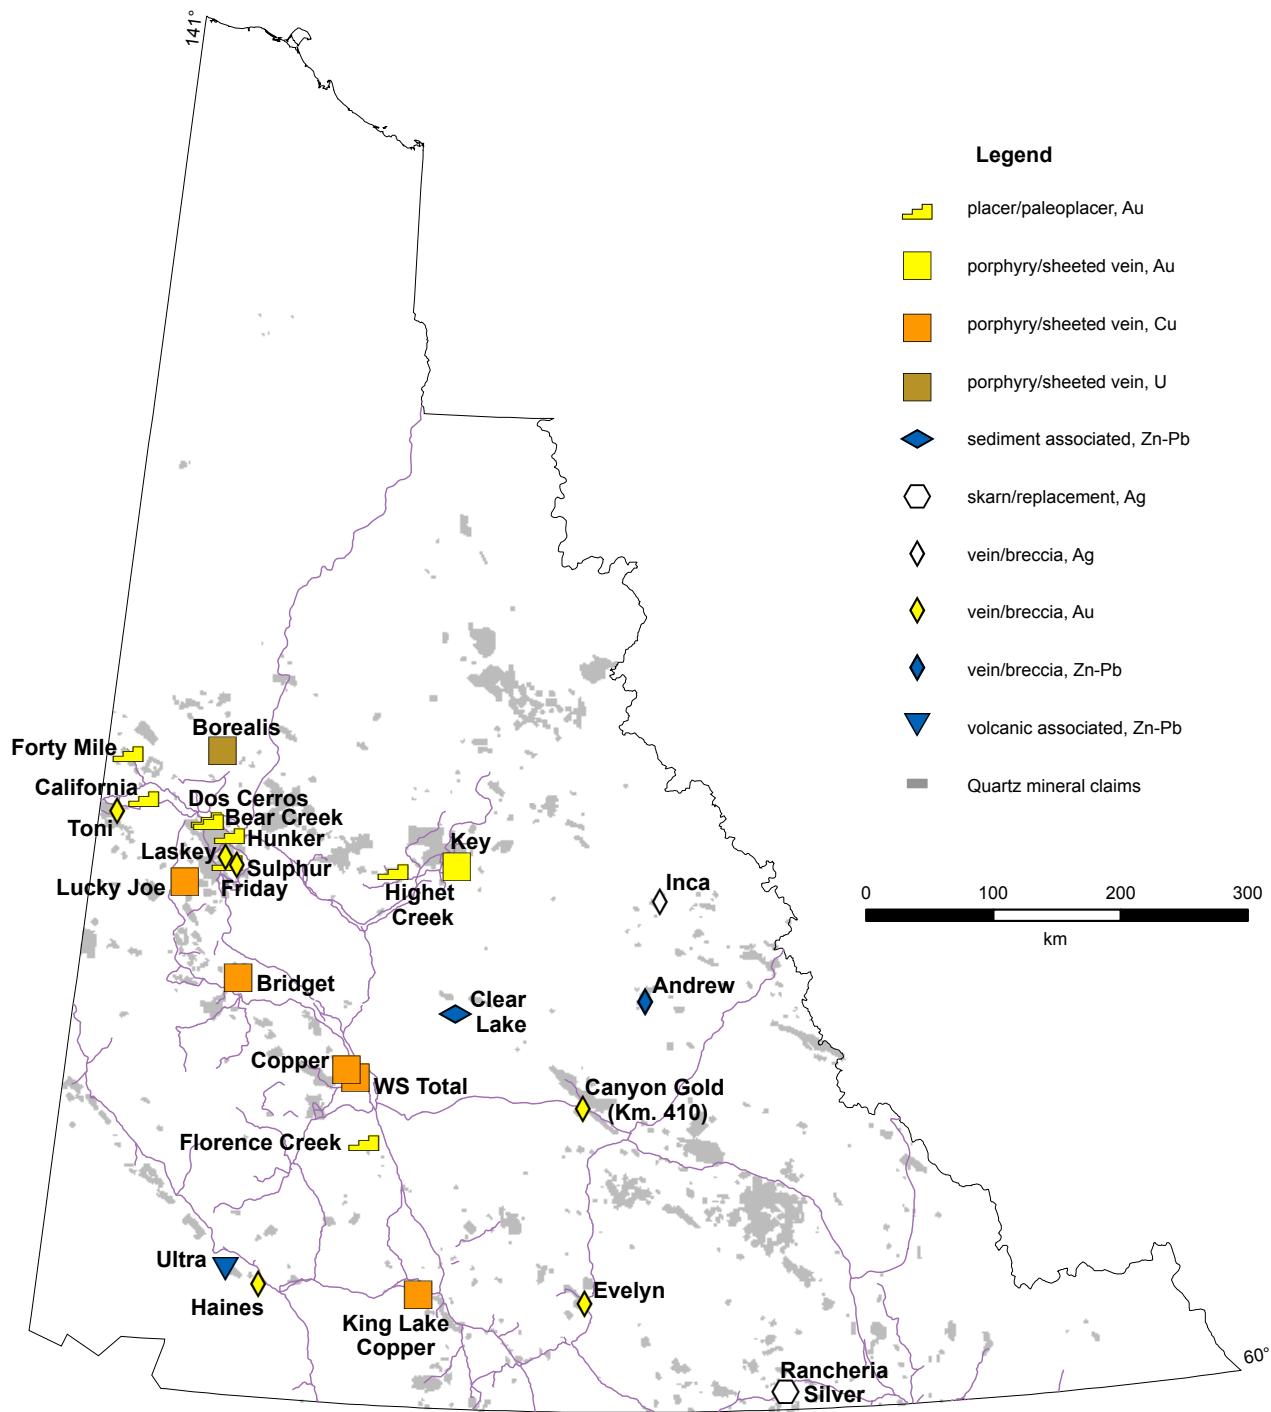 141°
Legend
placer/paleoplacer, Au
porphyry/sheeted vein, Au
porphyry/sheeted vein, Cu
porphyry/sheeted vein, U
sediment associated, Zn-Pb
skarn/replacement, Ag
vein/breccia, Ag
vein/breccia, Au
vein/breccia, Zn-Pb
volcanic associated, Zn-Pb
Quartz mineral claims
Borealis
Forty Mile
California
Toni
Dos Cerros
Bear Creek
Hunker
Laskey
Sulphur
Friday
Lucky Joe
Key
Highet
Creek
Inca
0 100 200 300
km
Bridget
Clear
Lake
Andrew
Copper
WS Total
Canyon Gold
(Km. 410)
Florence Creek
Ultra
Haines
King Lake
Copper
Evelyn
Rancheria
Silver
60°